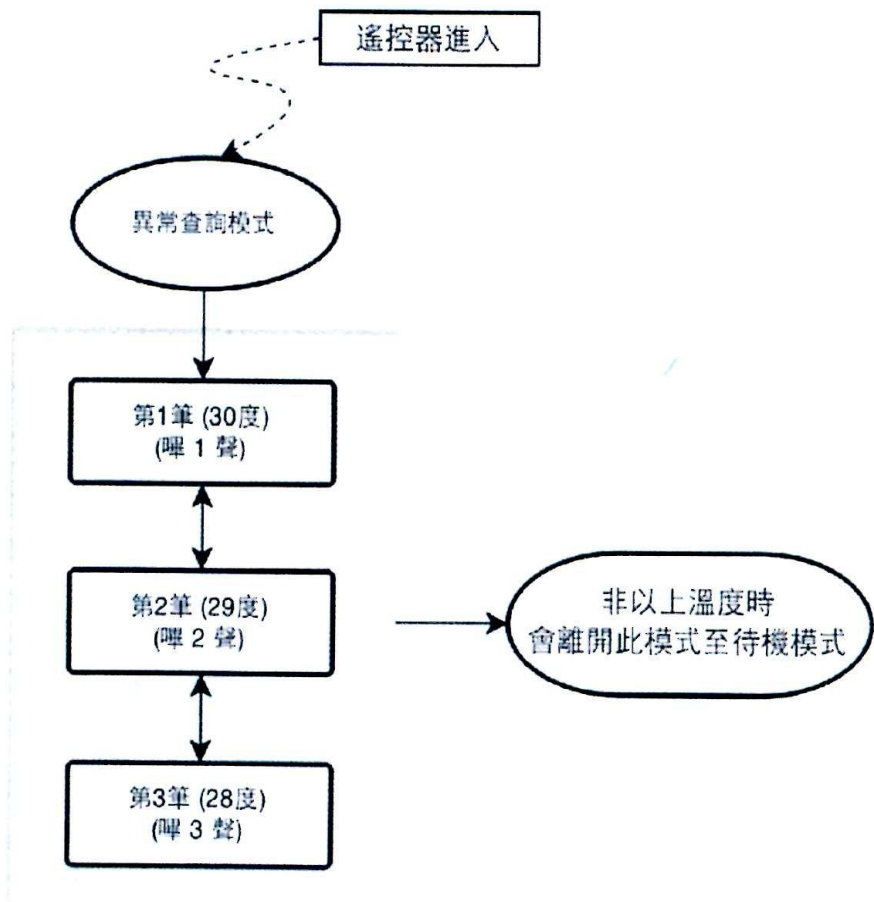 遙控器進入
異常查詢模式
第1筆 (30度)
(嗶 1 聲)
第2筆 (29度)
(嗶 2 聲)
非以上溫度時
會離開此模式至待機模式
第3筆 (28度)
(嗶 3 聲)